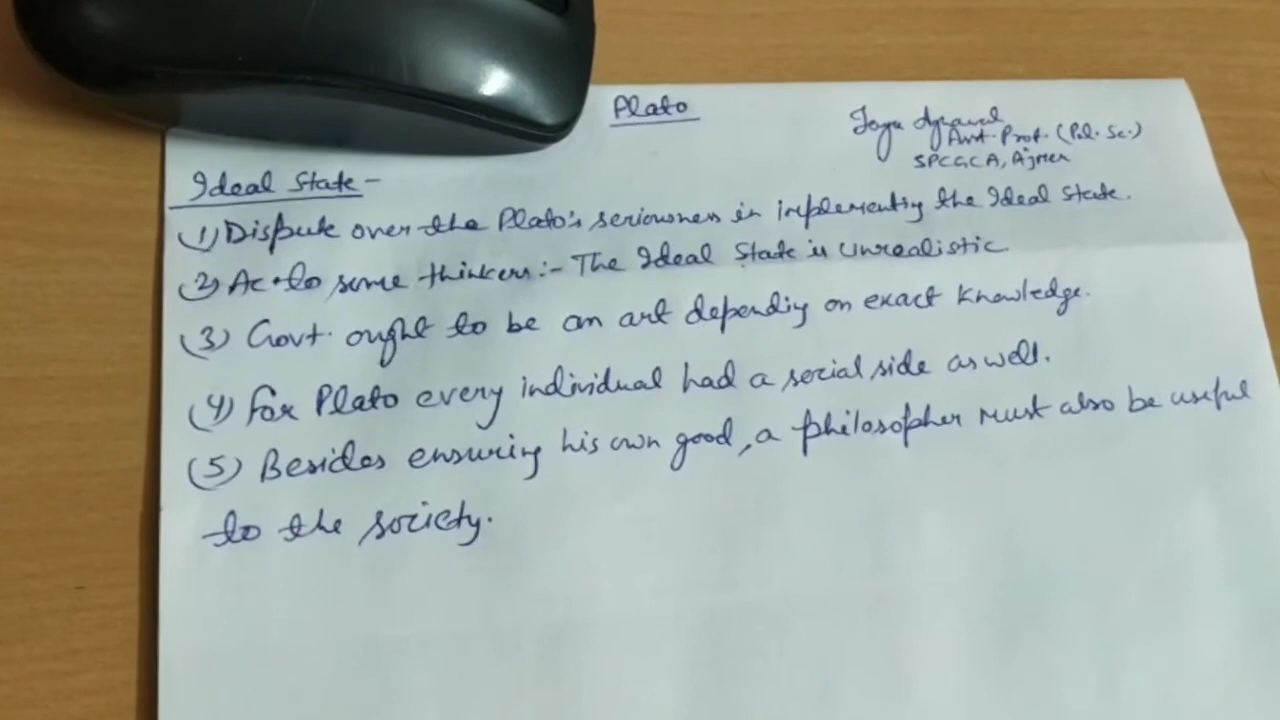 Plato
Agrawal
Asst. Prof. (Pol. Sc.)
SPCGCA, Ajmer
Ideal State -
(1) Dispute over the Plato's seriousness in implementing the Ideal State.
(2) Ac. to some thinkers :- The Ideal State is unrealistic.
(3) Govt. ought to be an art depending on exact knowledge.
(4) For Plato every individual had a social side as well.
(5) Besides ensuring his own good, a philosopher must also be useful
to the society.